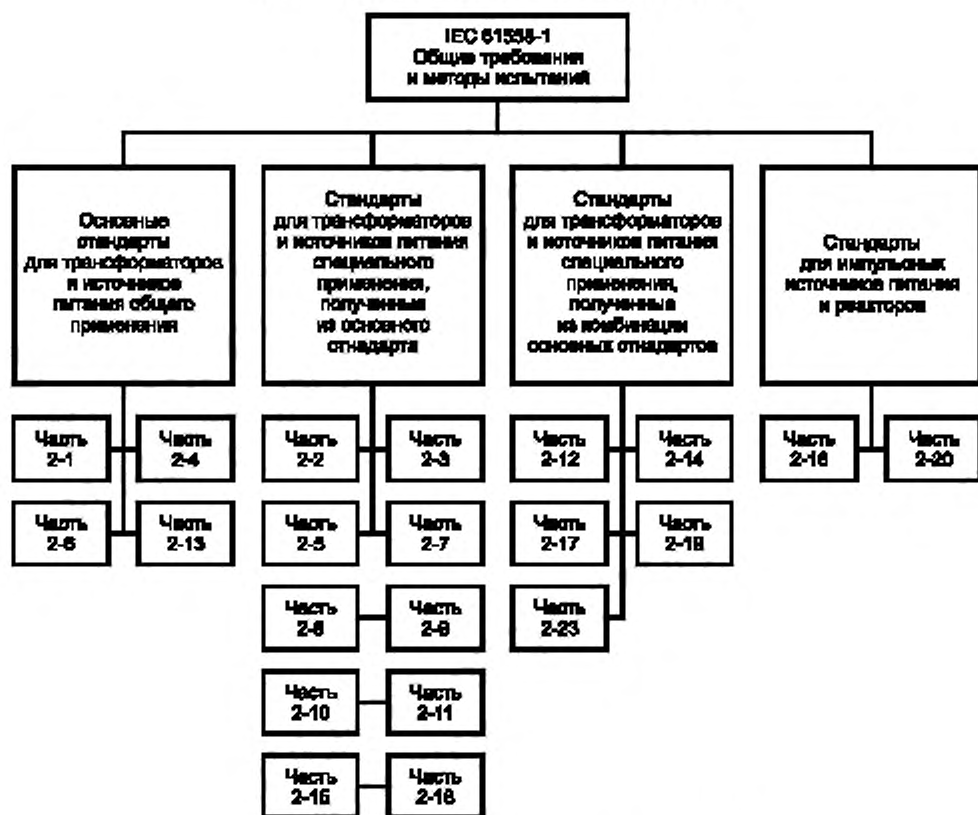 IEC 61558-1
Общие требования
и методы испытаний
Основные
стандарты
для трансформаторов
и источников
питания общего
применения
Стандарты
для трансформаторов
и источников питания
специального
применения,
полученные
из основного
стнадарта
Стандарты
для трансформаторов
и источников питания
специального
применения,
полученные
из комбинации
основных стнадартов
Стандарты
для импульсных
источников питания
и реакторов
Часть
2-1
Часть
2-4
Часть
2-6
Часть
2-13
Часть
2-2
Часть
2-3
Часть
2-5
Часть
2-7
Часть
2-8
Часть
2-9
Часть
2-10
Часть
2-11
Часть
2-15
Часть
2-18
Часть
2-12
Часть
2-14
Часть
2-17
Часть
2-19
Часть
2-23
Часть
2-16
Часть
2-20